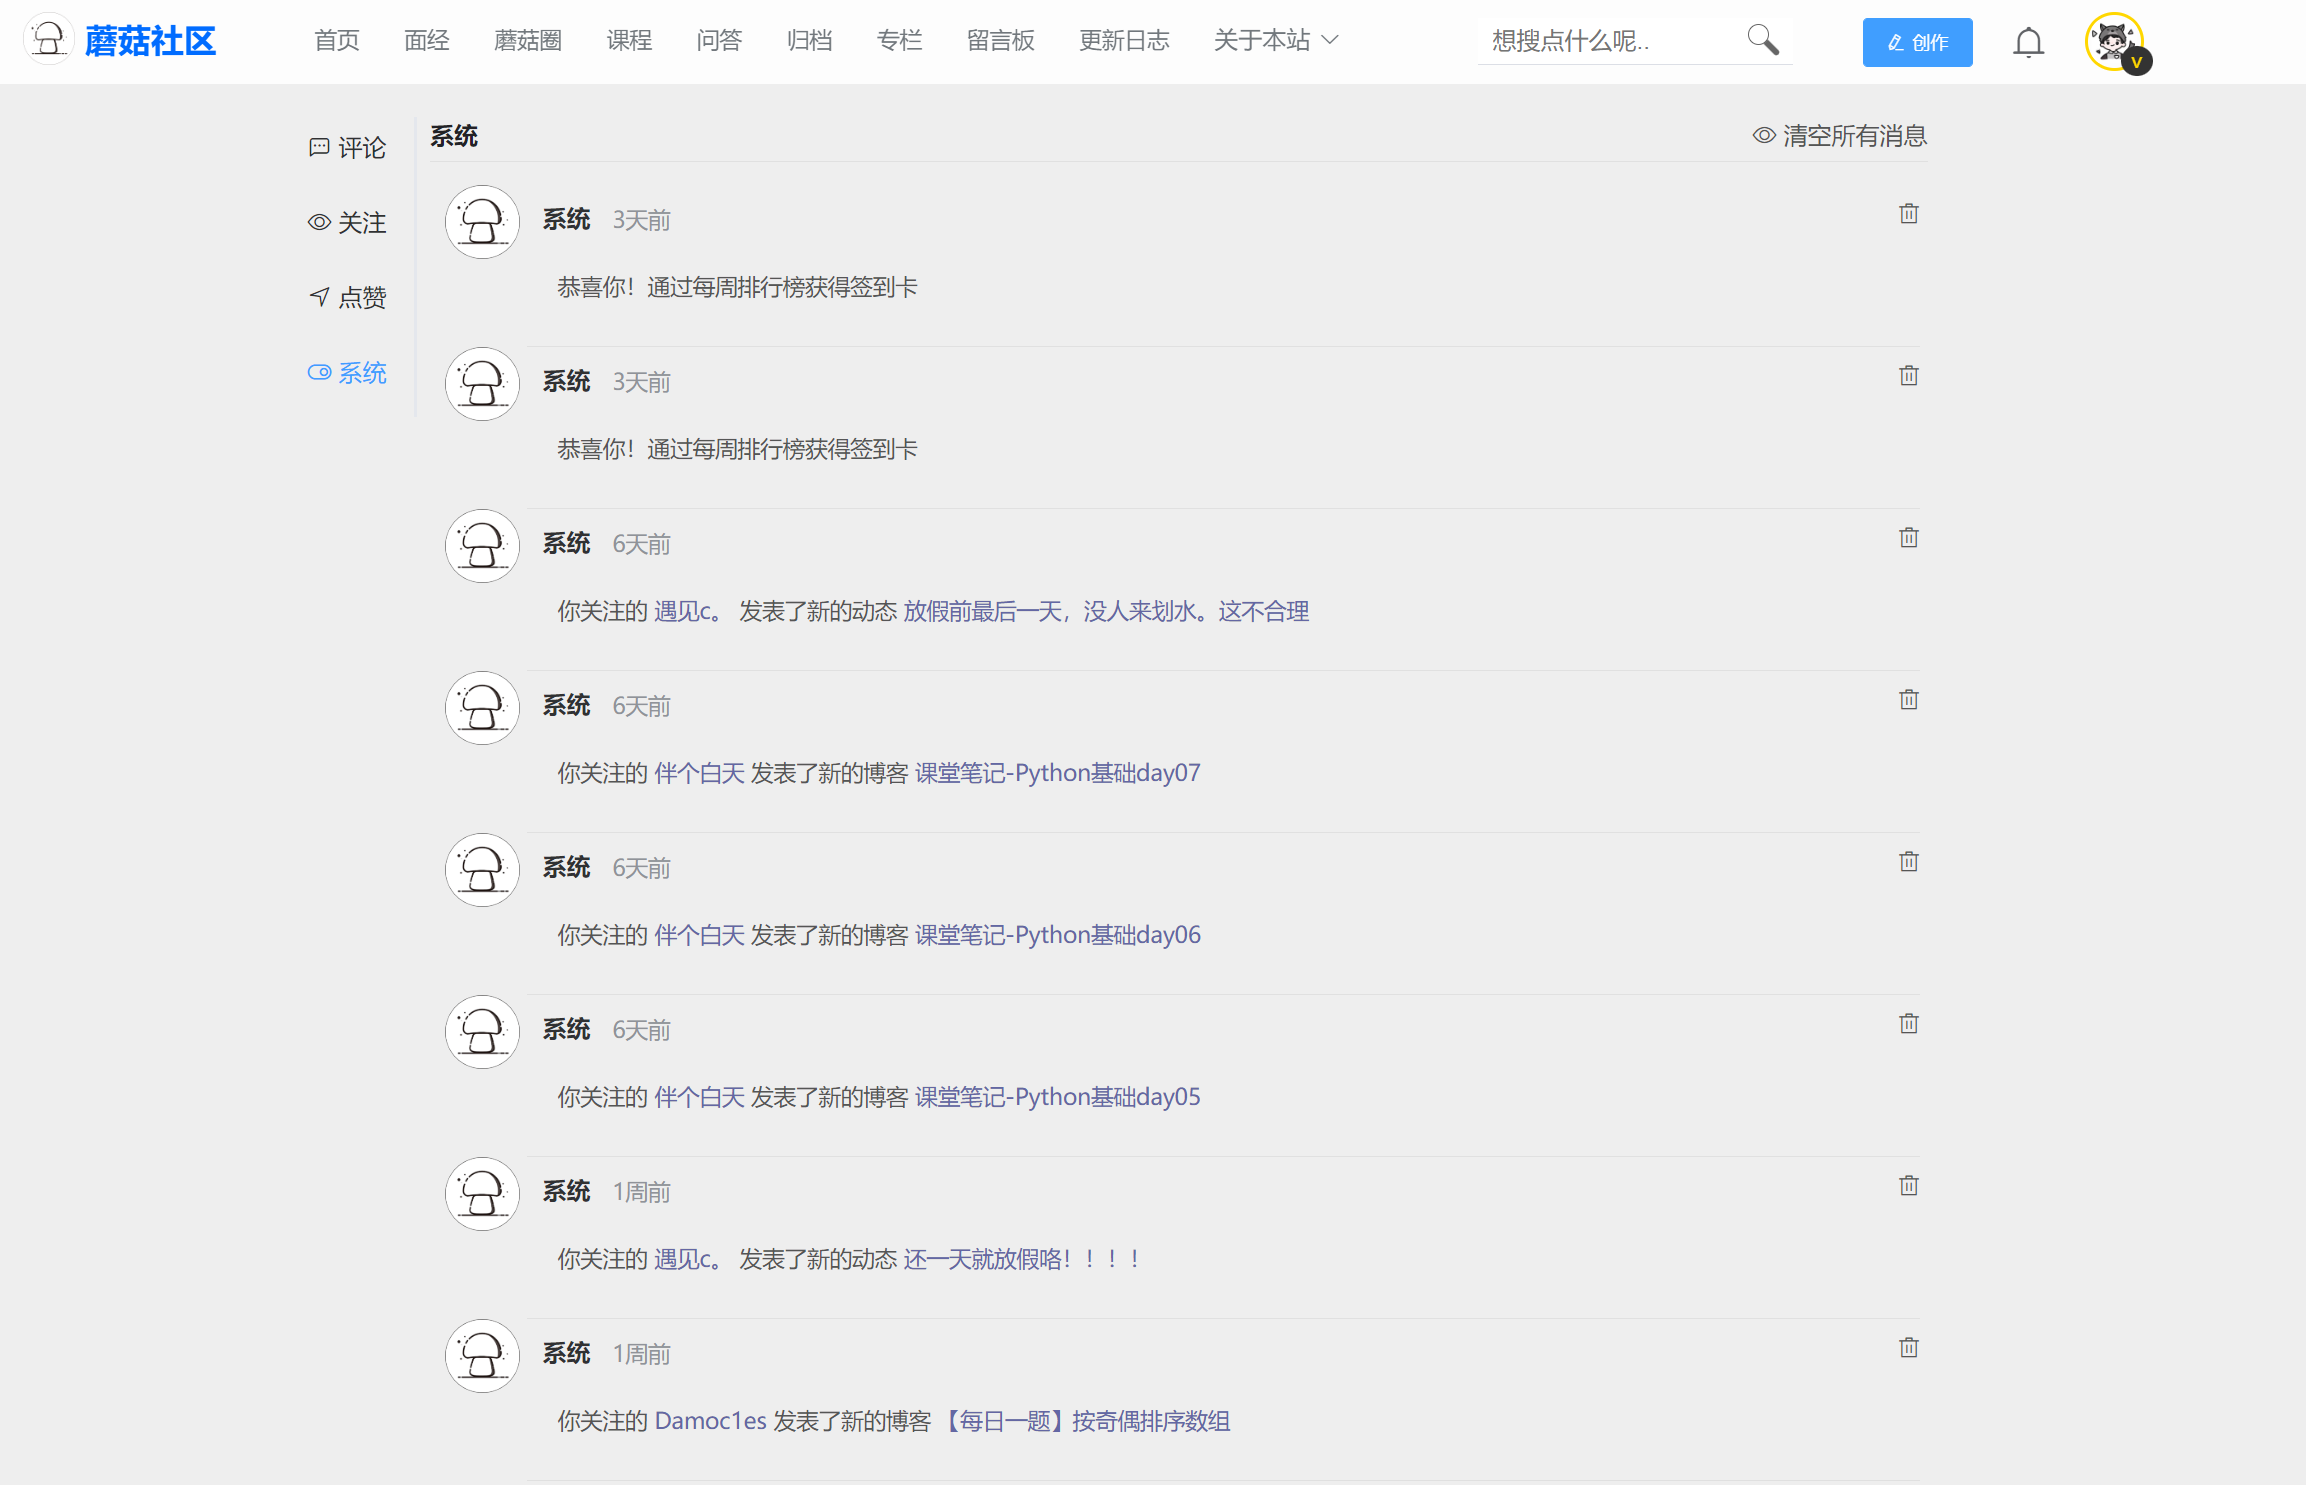 蘑菇社区 首页 面经 蘑菇圈 课程 问答 归档 专栏 留言板 更新日志 关于本站 想搜点什么呢.. 创作 V
评论
关注
点赞
系统
系统 清空所有消息
系统 3天前
恭喜你！通过每周排行榜获得签到卡
系统 3天前
恭喜你！通过每周排行榜获得签到卡
系统 6天前
你关注的 遇见c。 发表了新的动态 放假前最后一天，没人来划水。这不合理
系统 6天前
你关注的 伴个白天 发表了新的博客 课堂笔记-Python基础day07
系统 6天前
你关注的 伴个白天 发表了新的博客 课堂笔记-Python基础day06
系统 6天前
你关注的 伴个白天 发表了新的博客 课堂笔记-Python基础day05
系统 1周前
你关注的 遇见c。 发表了新的动态 还一天就放假咯！！！！
系统 1周前
你关注的 Damoc1es 发表了新的博客 【每日一题】按奇偶排序数组